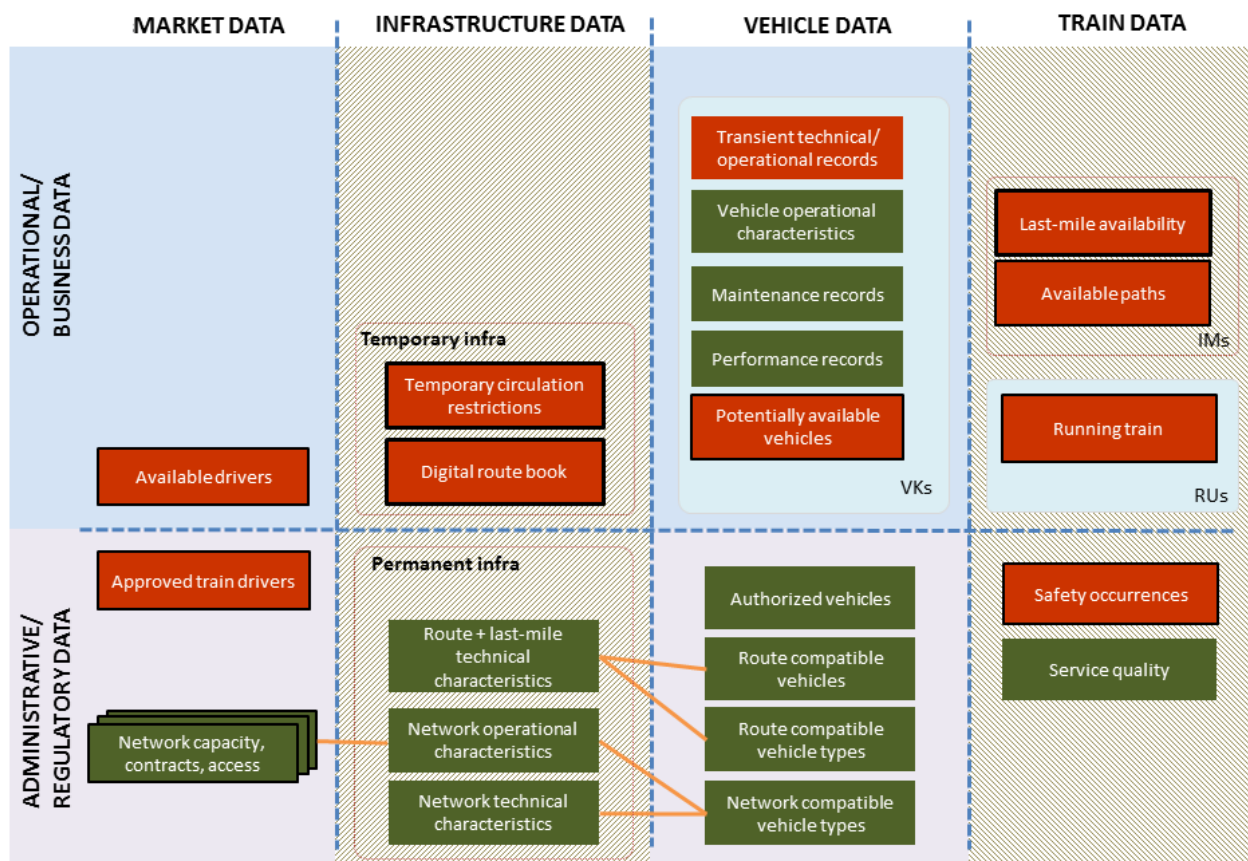 MARKET DATA
INFRASTRUCTURE DATA
VEHICLE DATA
TRAIN DATA
OPERATIONAL/
BUSINESS DATA
Available drivers
Temporary infra
Temporary circulation
restrictions
Digital route book
Transient technical/
operational records
Vehicle operational
characteristics
Maintenance records
Performance records
Potentially available
vehicles
VKs
Last-mile availability
Available paths
IMs
Running train
RUs
ADMINISTRATIVE/
REGULATORY DATA
Approved train drivers
Network capacity,
contracts, access
Permanent infra
Route + last-mile
technical
characteristics
Network operational
characteristics
Network technical
characteristics
Authorized vehicles
Route compatible
vehicles
Route compatible
vehicle types
Network compatible
vehicle types
Safety occurrences
Service quality